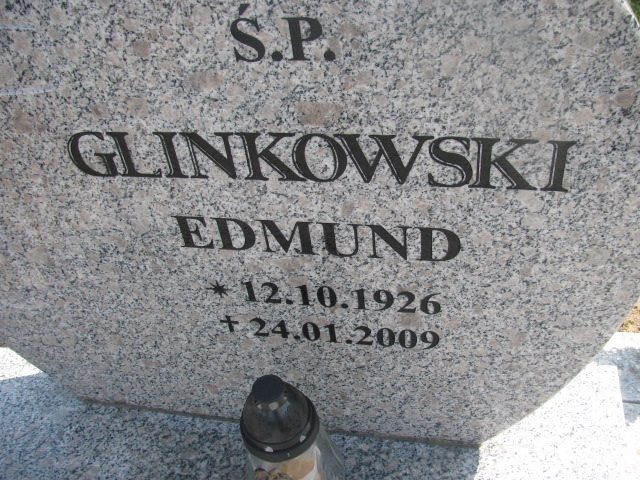 Ś.P.
GLINKOWSKI
EDMUND
* 12.10.1926
+ 24.01.2009